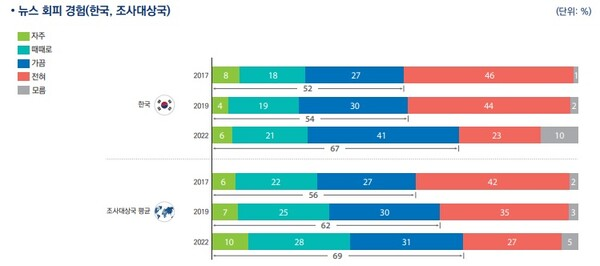 • 뉴스 회피 경험(한국, 조사대상국) (단위: %)
자주
때때로
가끔
전혀
모름
한국
2017 8 18 27 46 1
52
2019 4 19 30 44 2
54
2022 6 21 41 23 10
67
조사대상국 평균
2017 6 22 27 42 2
56
2019 7 25 30 35 3
62
2022 10 28 31 27 5
69